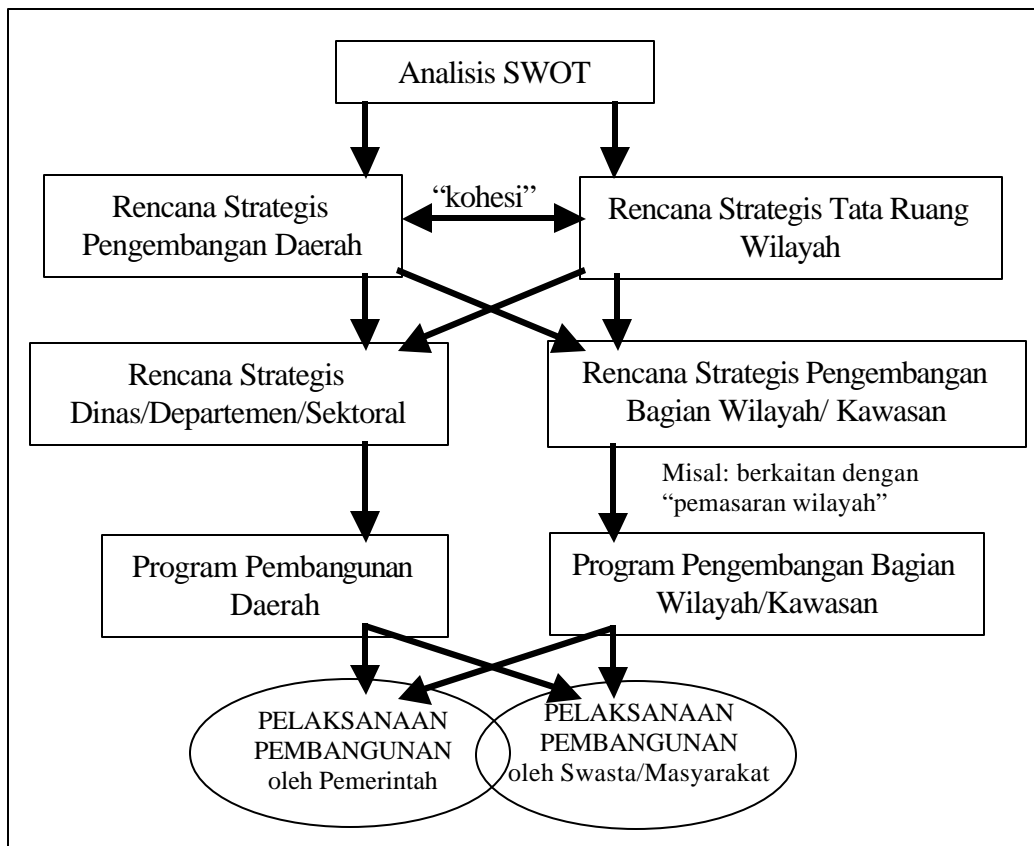 Analisis SWOT
“kohesi”
Rencana Strategis
Pengembangan Daerah
Rencana Strategis Tata Ruang
Wilayah
Rencana Strategis
Dinas/Departemen/Sektoral
Rencana Strategis Pengembangan
Bagian Wilayah/ Kawasan
Misal: berkaitan dengan
“pemasaran wilayah”
Program Pembangunan
Daerah
Program Pengembangan Bagian
Wilayah/Kawasan
PELAKSANAAN
PEMBANGUNAN
oleh Pemerintah
PELAKSANAAN
PEMBANGUNAN
oleh Swasta/Masyarakat